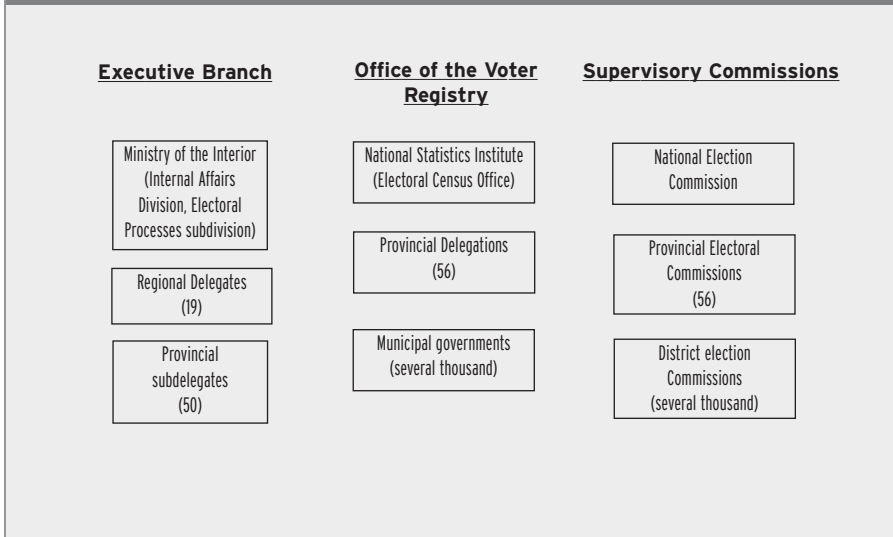 Executive Branch
Ministry of the Interior
(Internal Affairs
Division, Electoral
Processes subdivision)
Regional Delegates
(19)
Provincial
subdelegates
(50)
Office of the Voter
Registry
National Statistics Institute
(Electoral Census Office)
Provincial Delegations
(56)
Municipal governments
(several thousand)
Supervisory Commissions
National Election
Commission
Provincial Electoral
Commissions
(56)
District election
Commissions
(several thousand)